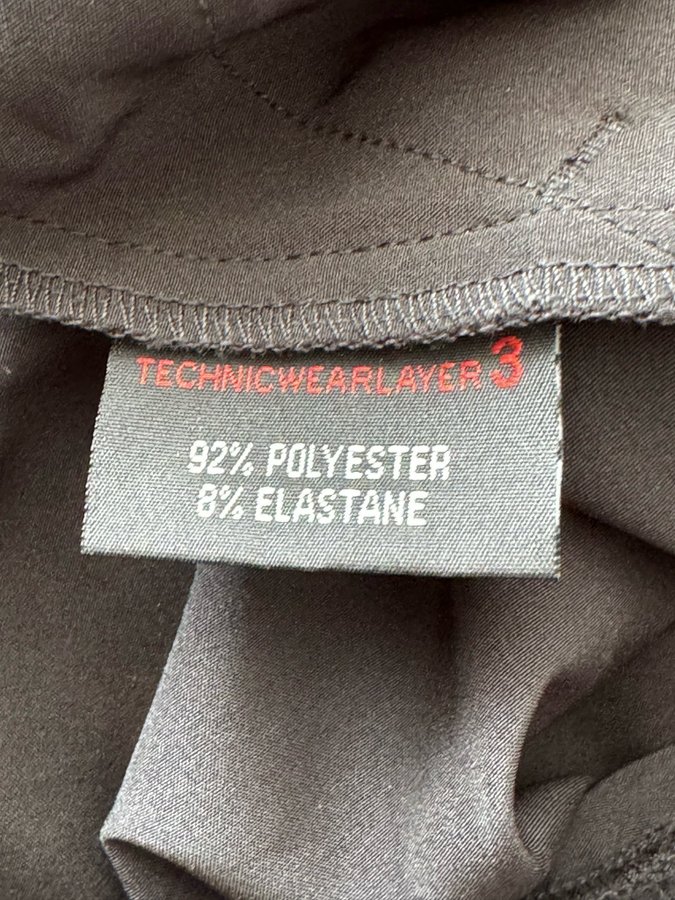 TECHNICWEARLAYER 3
92% POLYESTER
8% ELASTANE